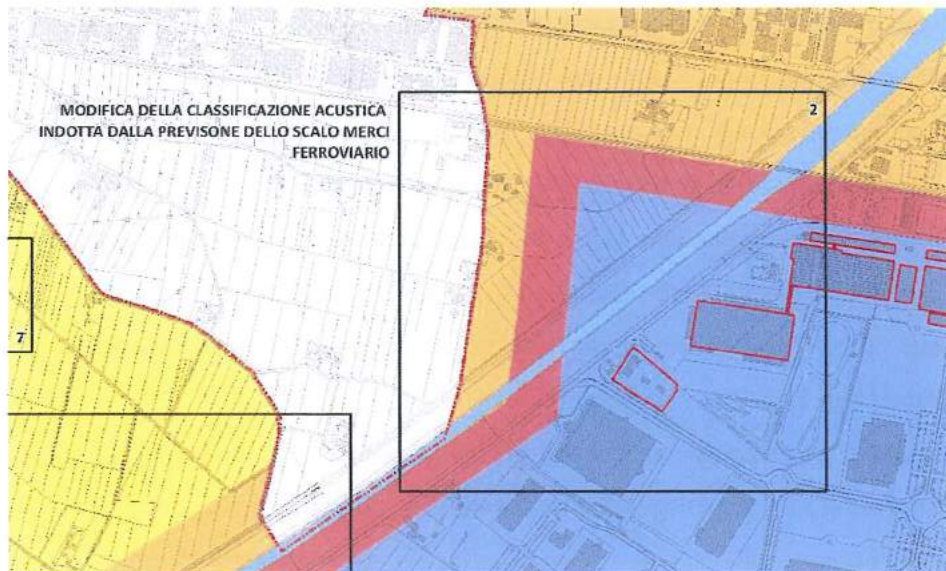 MODIFICA DELLA CLASSIFICAZIONE ACUSTICA
INDOTTA DALLA PREVISONE DELLO SCALO MERCI
FERROVIARIO
2
7